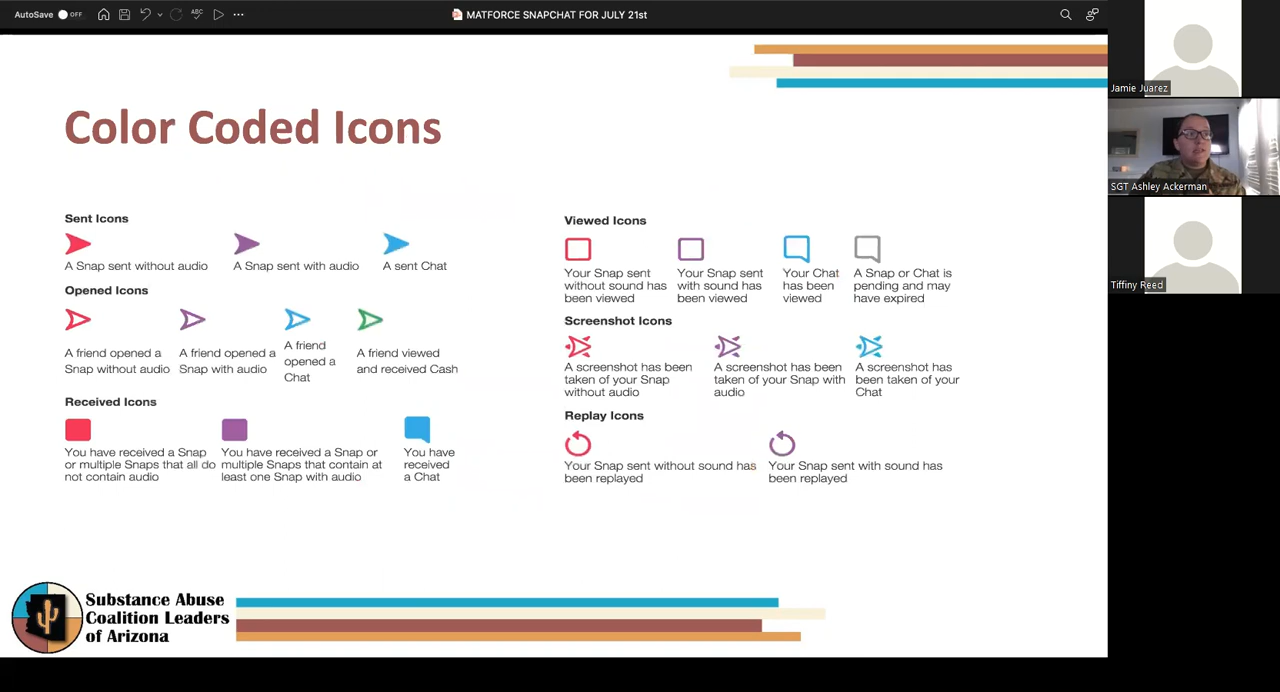 AutoSave OFF
MATFORCE SNAPCHAT FOR JULY 21st
Color Coded Icons
Sent Icons
A Snap sent without audio
A Snap sent with audio
A sent Chat
Opened Icons
A friend opened a
Snap without audio
A friend opened a
Snap with audio
A friend
opened a
Chat
A friend viewed
and received Cash
Received Icons
You have received a Snap
or multiple Snaps that all do
not contain audio
You have received a Snap or
multiple Snaps that contain at
least one Snap with audio
You have
received
a Chat
Viewed Icons
Your Snap sent
without sound has
been viewed
Your Snap sent
with sound has
been viewed
Your Chat
has been
viewed
A Snap or Chat is
pending and may
have expired
Screenshot Icons
A screenshot has been
taken of your Snap
without audio
A screenshot has been
taken of your Snap with
audio
A screenshot has
been taken of your
Chat
Replay Icons
Your Snap sent without sound has
been replayed
Your Snap sent with sound has
been replayed
Substance Abuse
Coalition Leaders
of Arizona
Jamie Juarez
SGT Ashley Ackerman
Tiffiny Reed